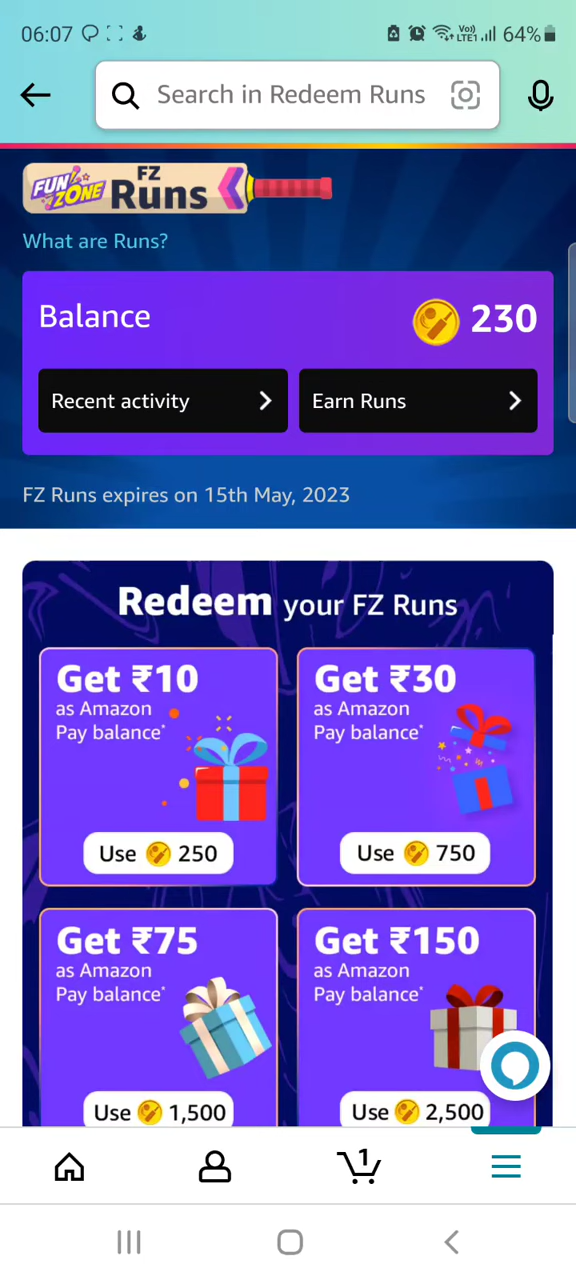 06:07
Vo)) LTE1 64%
Search in Redeem Runs
FUN ZONE
FZ Runs
What are Runs?
Balance 230
Recent activity
Earn Runs
FZ Runs expires on 15th May, 2023
Redeem your FZ Runs
Get ₹10
as Amazon
Pay balance*
Use 250
Get ₹30
as Amazon
Pay balance*
Use 750
Get ₹75
as Amazon
Pay balance*
Use 1,500
Get ₹150
as Amazon
Pay balance*
Use 2,500
1